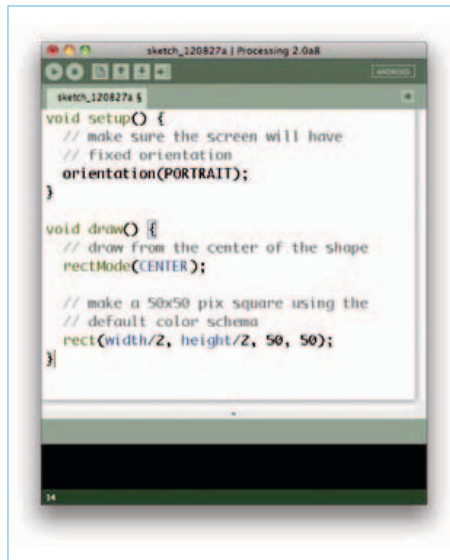 sketch_120827a | Processing 2.0a8
ANDROID
sketch_120827a §
void setup() {
// make sure the screen will have
// fixed orientation
orientation(PORTRAIT);
}
void draw() {
// draw from the center of the shape
rectMode(CENTER);
// make a 50x50 pix square using the
// default color schema
rect(width/2, height/2, 50, 50);
}
14